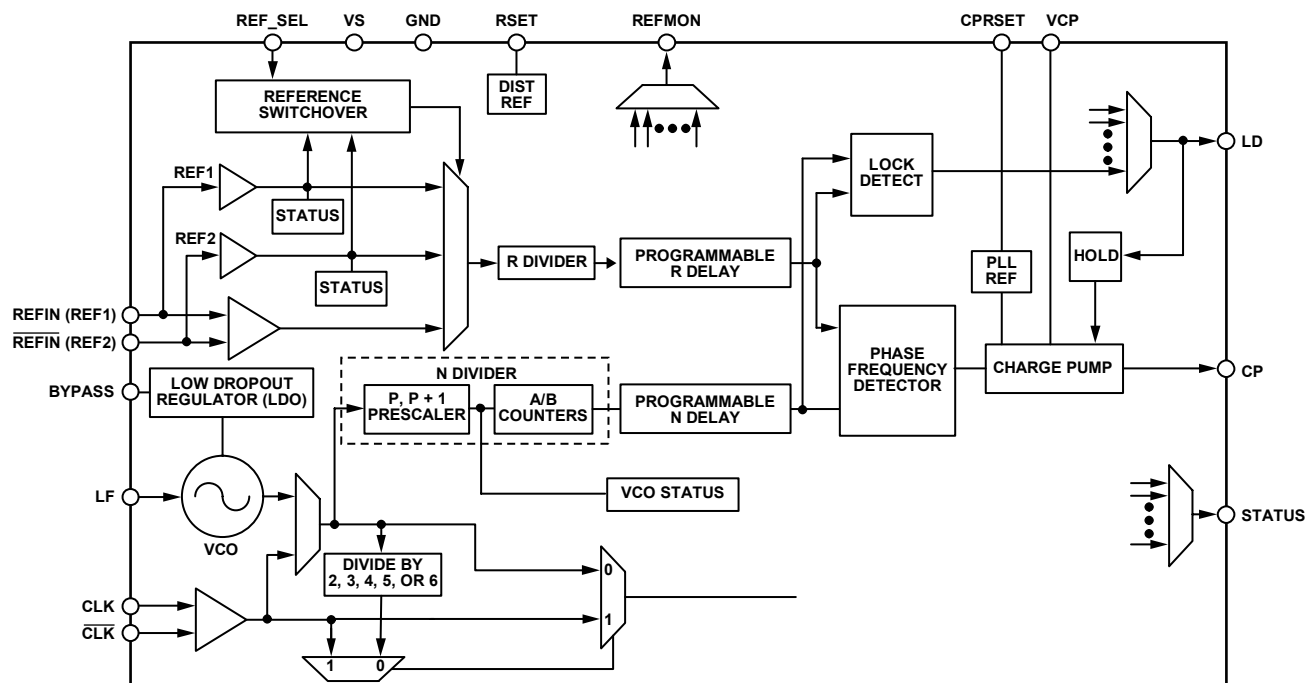 REF_SEL
VS
GND
RSET
REFMON
CPRSET
VCP
REFERENCE
SWITCHOVER
DIST
REF
LD
LOCK
DETECT
REF1
STATUS
REF2
STATUS
R DIVIDER
PROGRAMMABLE
R DELAY
PLL
REF
HOLD
REFIN (REF1)
REFIN (REF2)
BYPASS
LOW DROPOUT
REGULATOR (LDO)
N DIVIDER
P, P + 1
PRESCALER
A/B
COUNTERS
PROGRAMMABLE
N DELAY
PHASE
FREQUENCY
DETECTOR
CHARGE PUMP
CP
LF
VCO
VCO STATUS
STATUS
DIVIDE BY
2, 3, 4, 5, OR 6
0
1
CLK
CLK
1
0